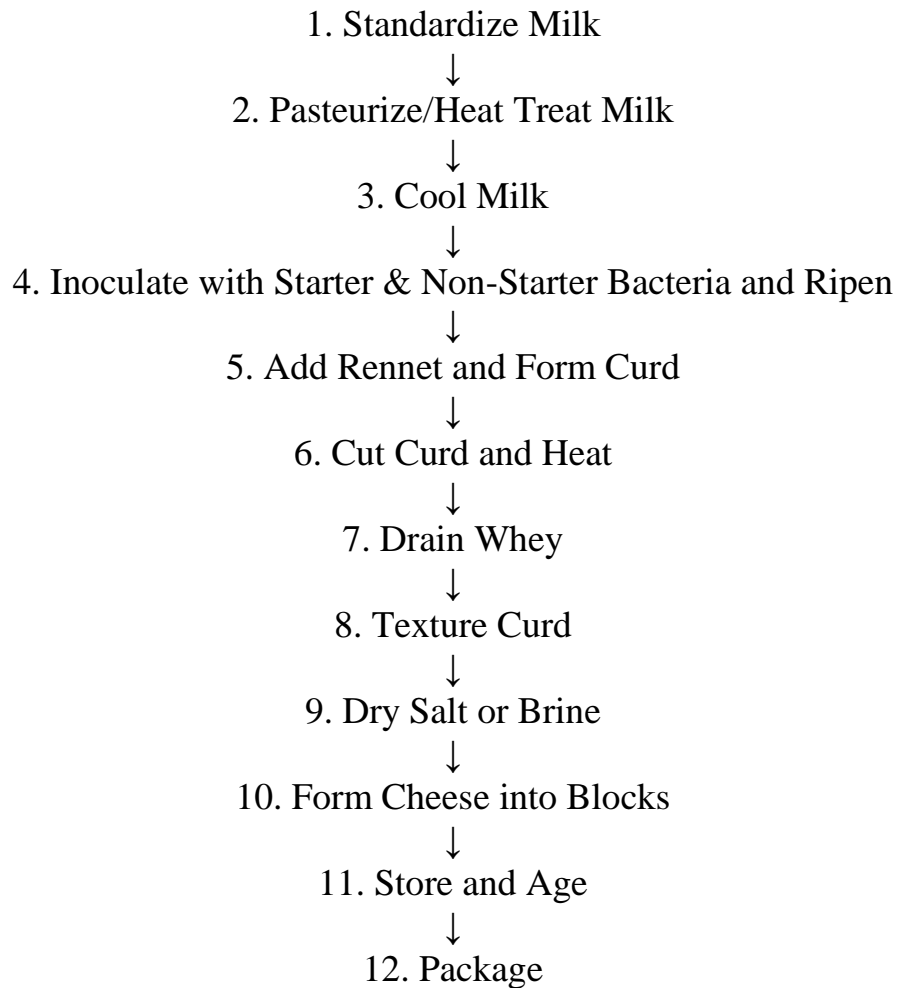 1. Standardize Milk
↓
2. Pasteurize/Heat Treat Milk
↓
3. Cool Milk
↓
4. Inoculate with Starter & Non-Starter Bacteria and Ripen
↓
5. Add Rennet and Form Curd
↓
6. Cut Curd and Heat
↓
7. Drain Whey
↓
8. Texture Curd
↓
9. Dry Salt or Brine
↓
10. Form Cheese into Blocks
↓
11. Store and Age
↓
12. Package